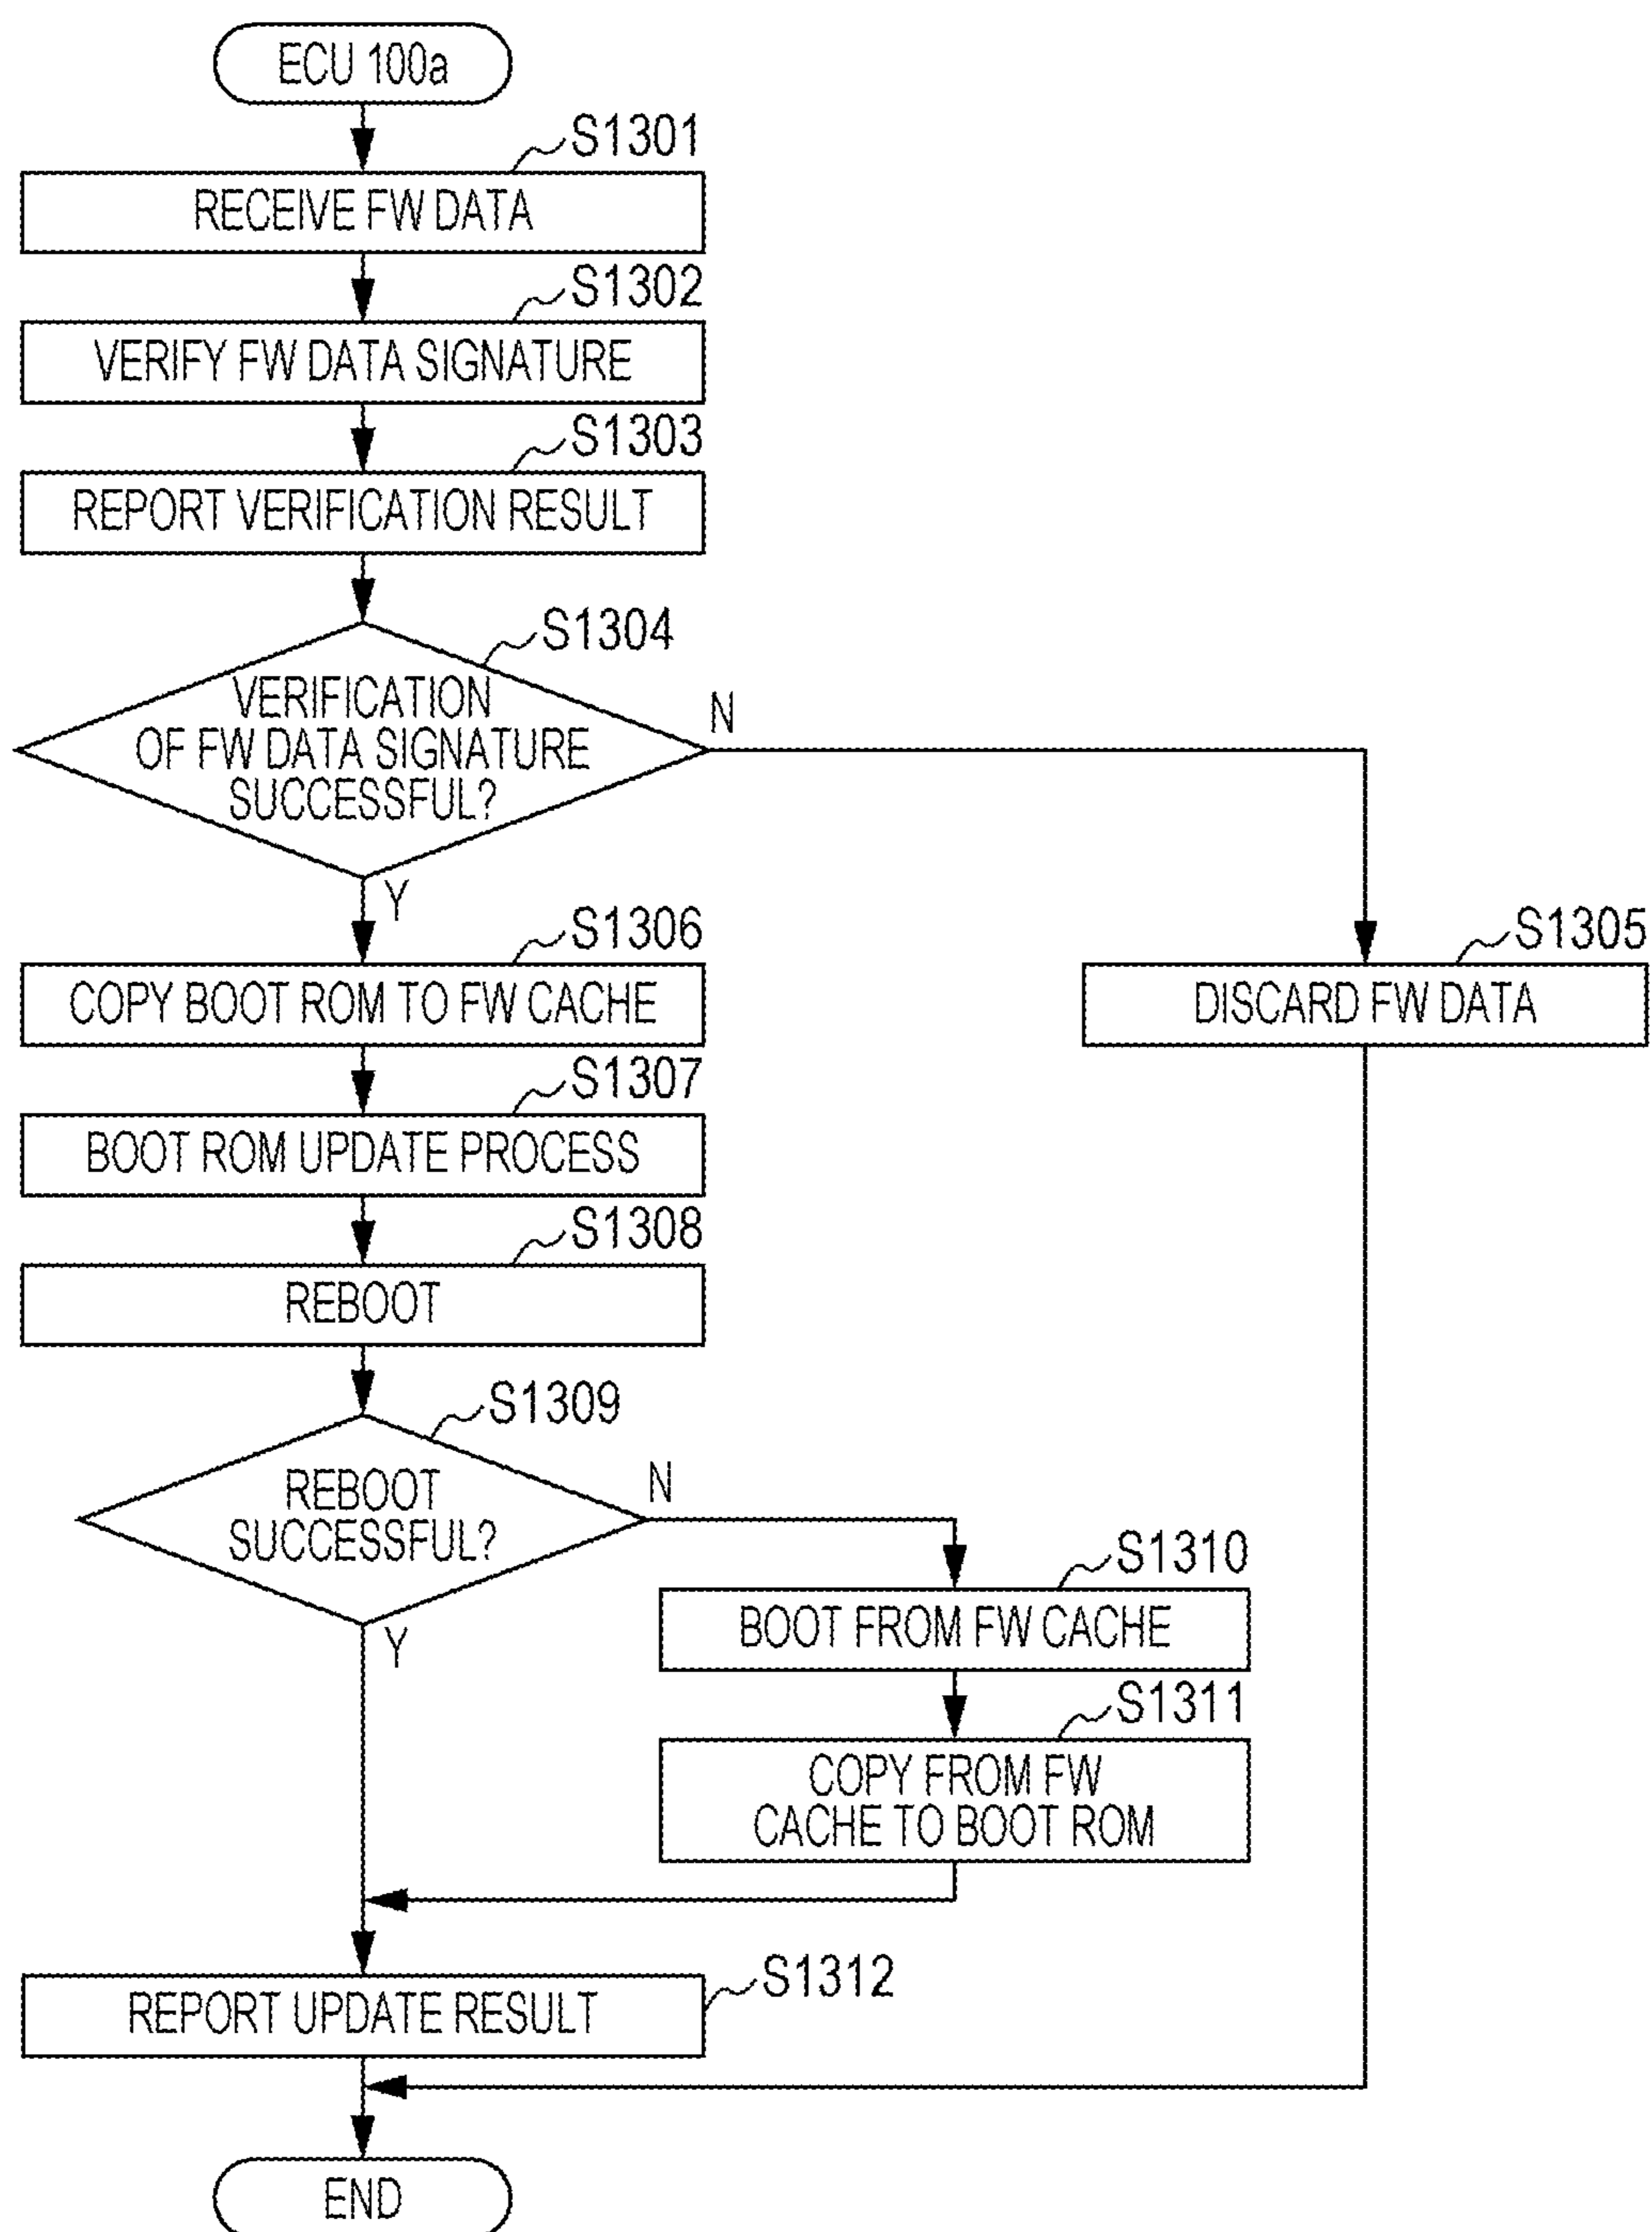 ECU 100a
S1301
RECEIVE FW DATA
S1302
VERIFY FW DATA SIGNATURE
S1303
REPORT VERIFICATION RESULT
S1304
VERIFICATION
OF FW DATA SIGNATURE
SUCCESSFUL?
N
Y
S1306
COPY BOOT ROM TO FW CACHE
S1305
DISCARD FW DATA
S1307
BOOT ROM UPDATE PROCESS
S1308
REBOOT
S1309
REBOOT
SUCCESSFUL?
N
Y
S1310
BOOT FROM FW CACHE
S1311
COPY FROM FW
CACHE TO BOOT ROM
S1312
REPORT UPDATE RESULT
END